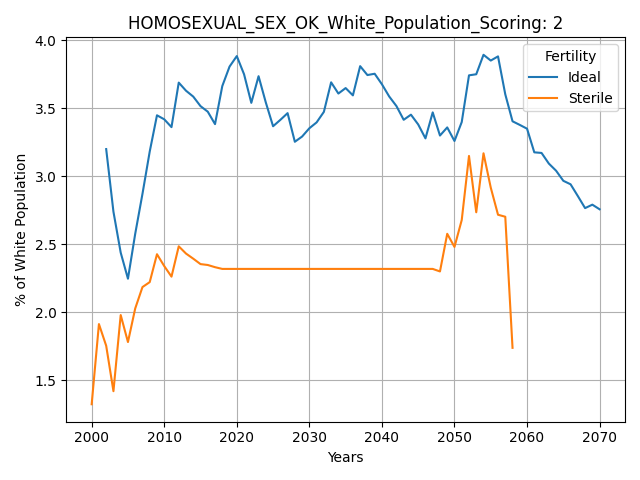 HOMOSEXUAL_SEX_OK_White_Population_Scoring: 2
4.0
3.5
3.0
2.5
2.0
1.5
% of White Population
Fertility
Ideal
Sterile
2000 2010 2020 2030 2040 2050 2060 2070
Years